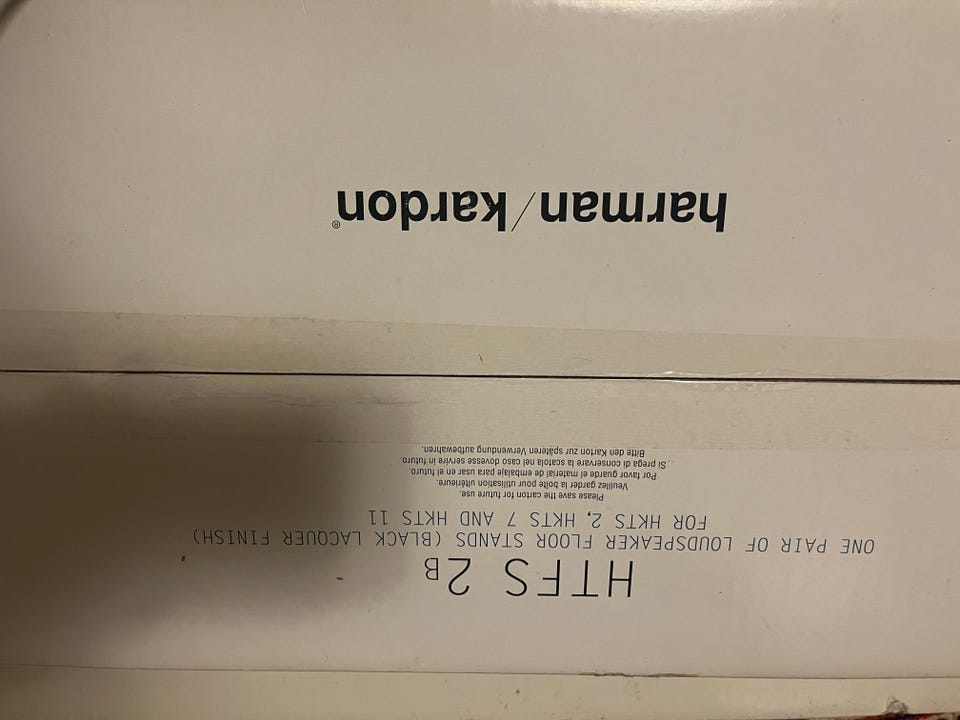 HTFS 2B
ONE PAIR OF LOUDSPEAKER FLOOR STANDS (BLACK LACQUER FINISH)
FOR HKTS 2, HKTS 7 AND HKTS 11
Please save the carton for future use.
Veuillez garder la boîte pour utilisation ultérieure.
Por favor guarde el material de embalaje para usar en el futuro.
Si prega di conservare la scatola nel caso dovesse servire in futuro.
Bitte den Karton zur späteren Verwendung aufbewahren.
harman/kardon®